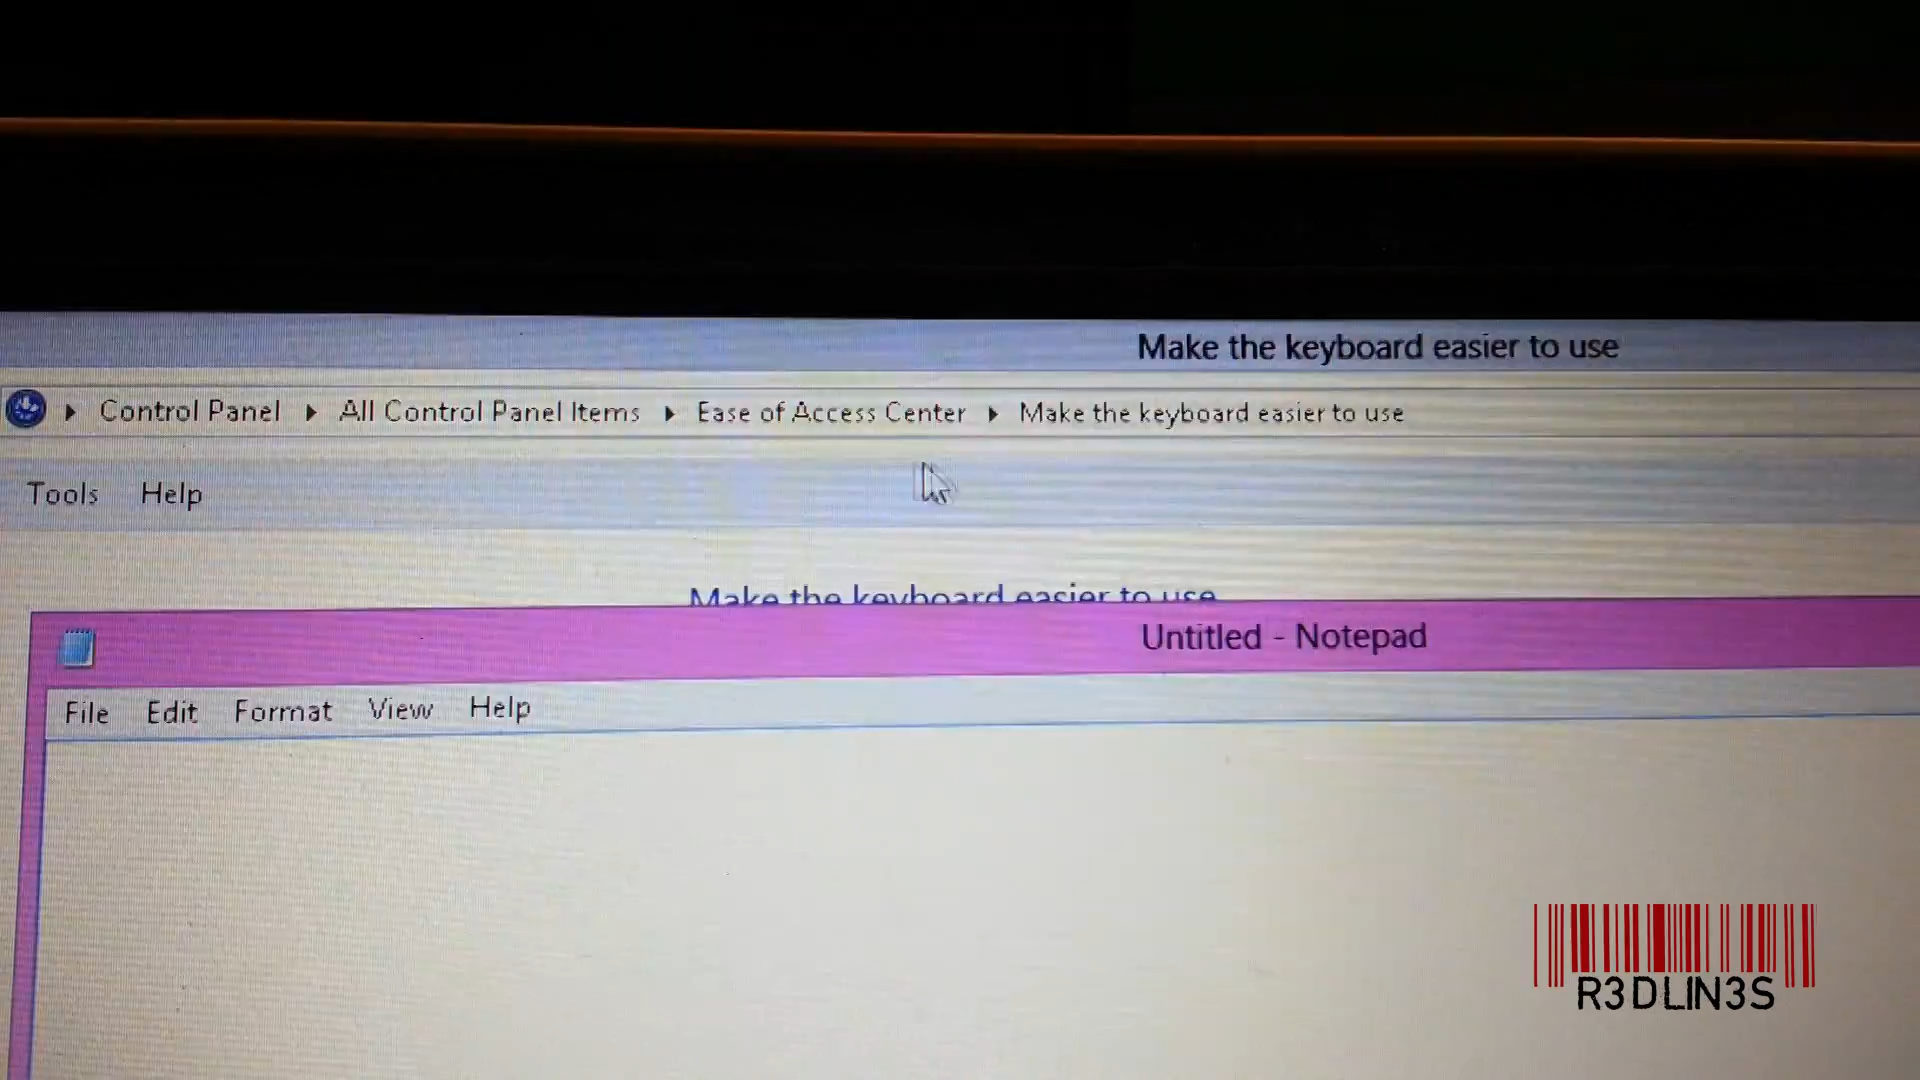 Make the keyboard easier to use
Control Panel All Control Panel Items Ease of Access Center Make the keyboard easier to use
Tools Help
Make the keyboard easier to use
Untitled - Notepad
File Edit Format View Help
R3DLIN3S